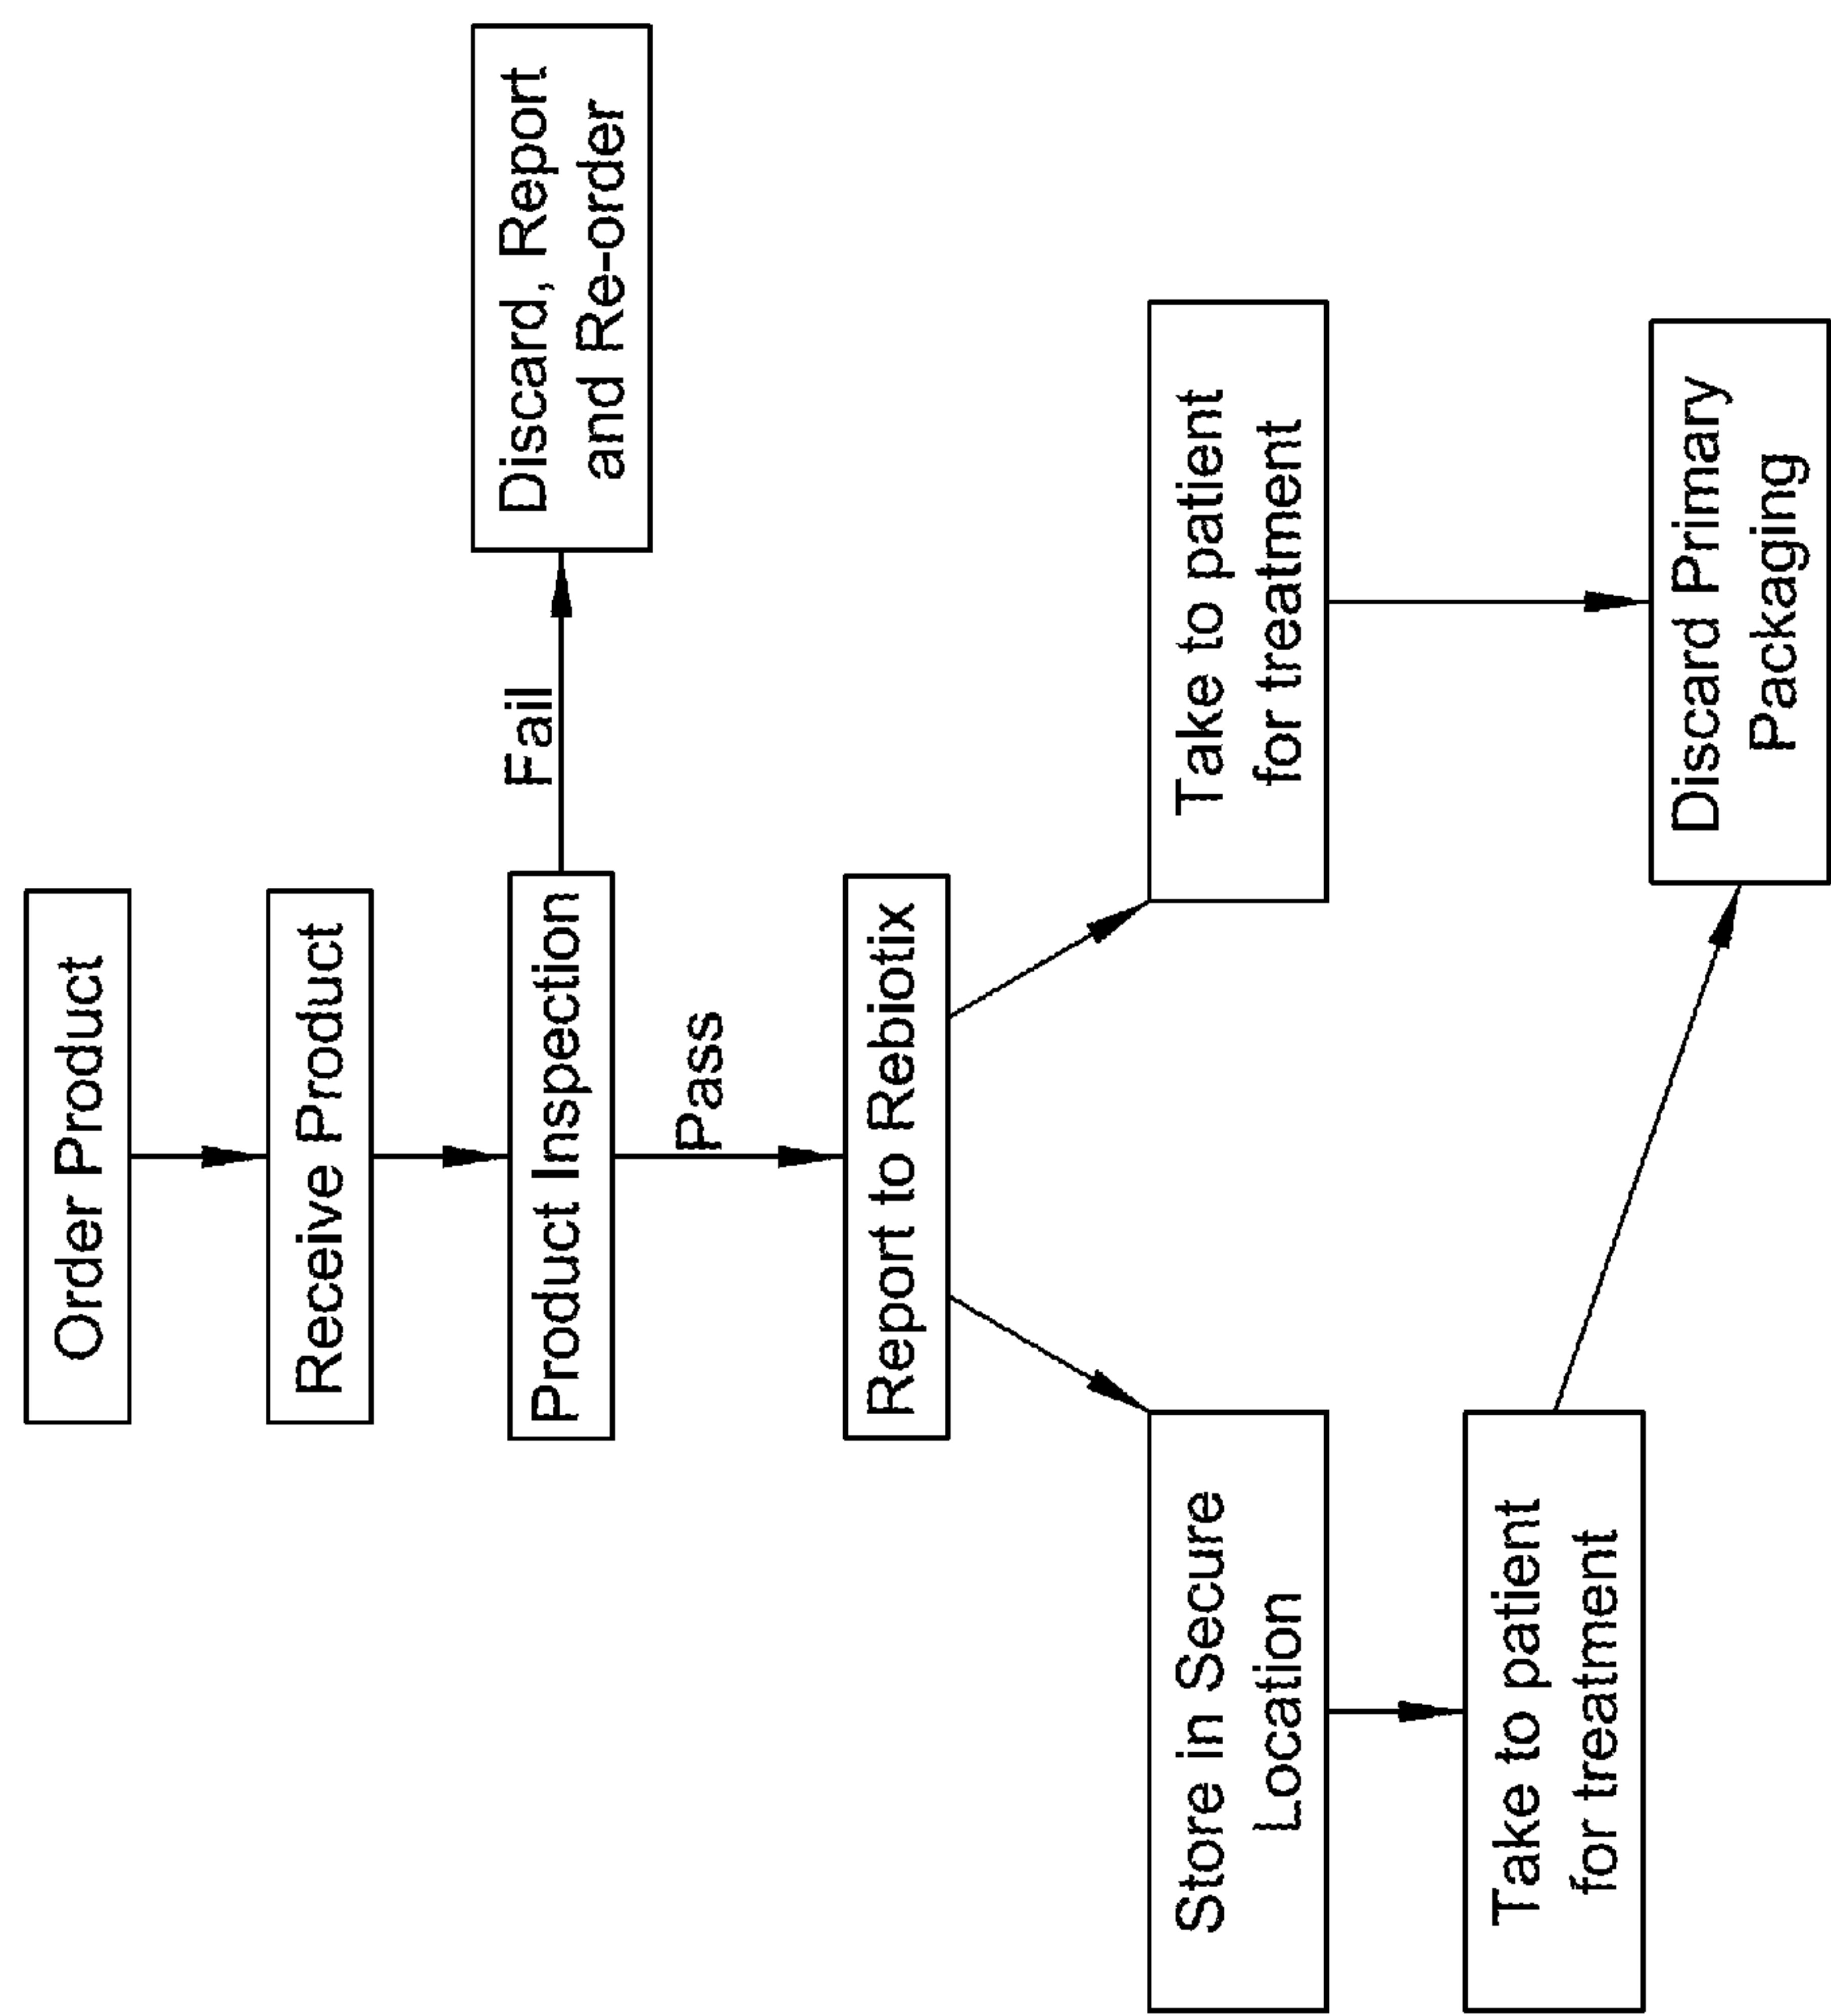 Order Product
Receive Product
Product Inspection
Fail
Discard, Report
and Re-order
Pass
Report to Rebiotix
Store in Secure
Location
Take to patient
for treatment
Take to patient
for treatment
Discard Primary
Packaging